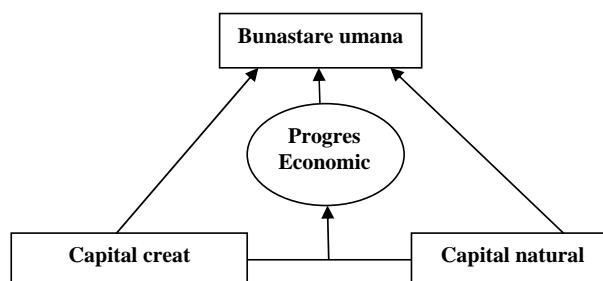 Bunastare umana
Progres
Economic
Capital creat
Capital natural